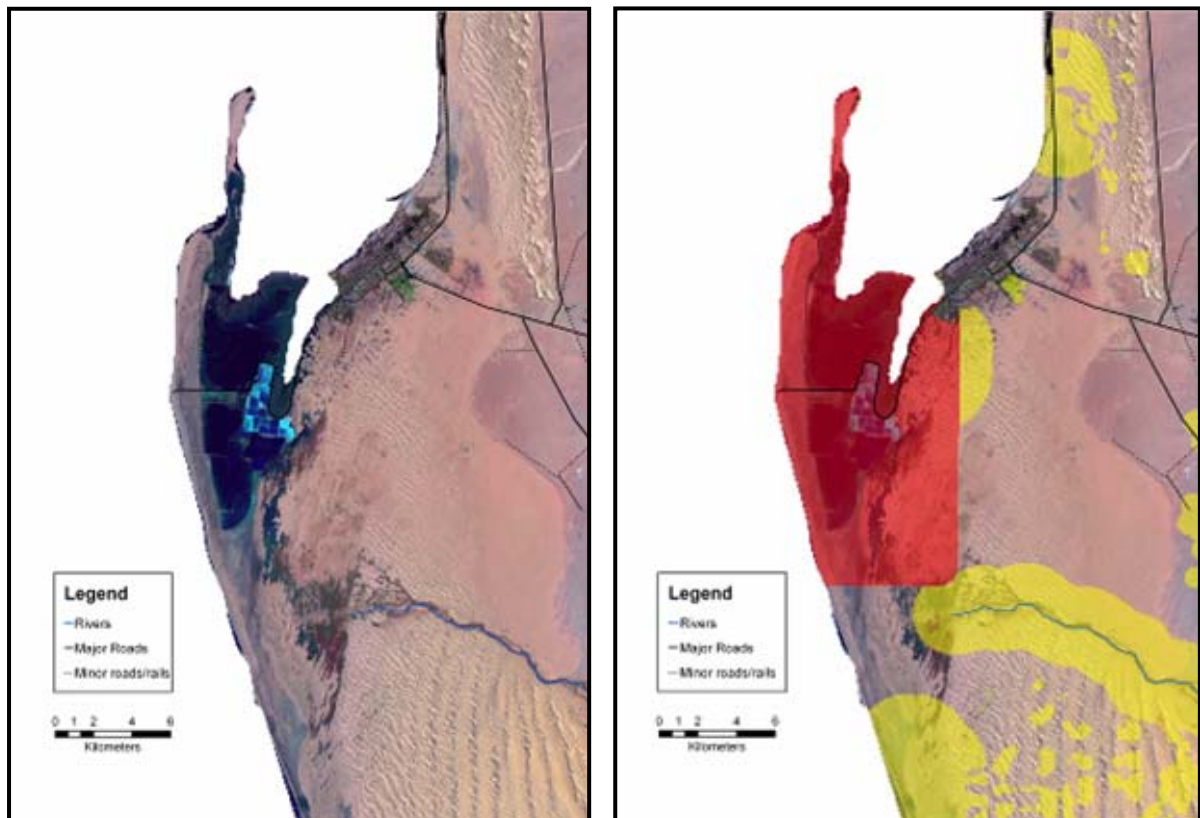 Legend
Rivers
Major Roads
Minor roads/rails
0 1 2 4 6
Kilometers
Legend
Rivers
Major Roads
Minor roads/rails
0 1 2 4 6
Kilometers